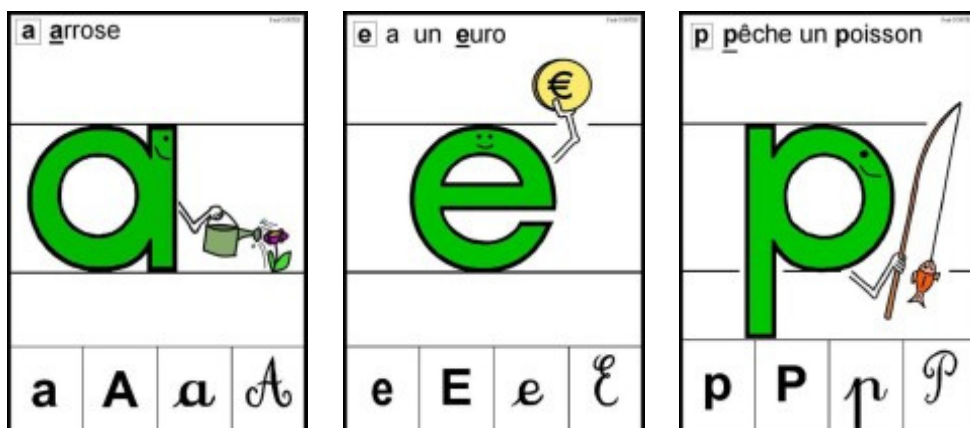 a arrose
a A a A
e a un euro
€
e E e E
p pêche un poisson
p P p P